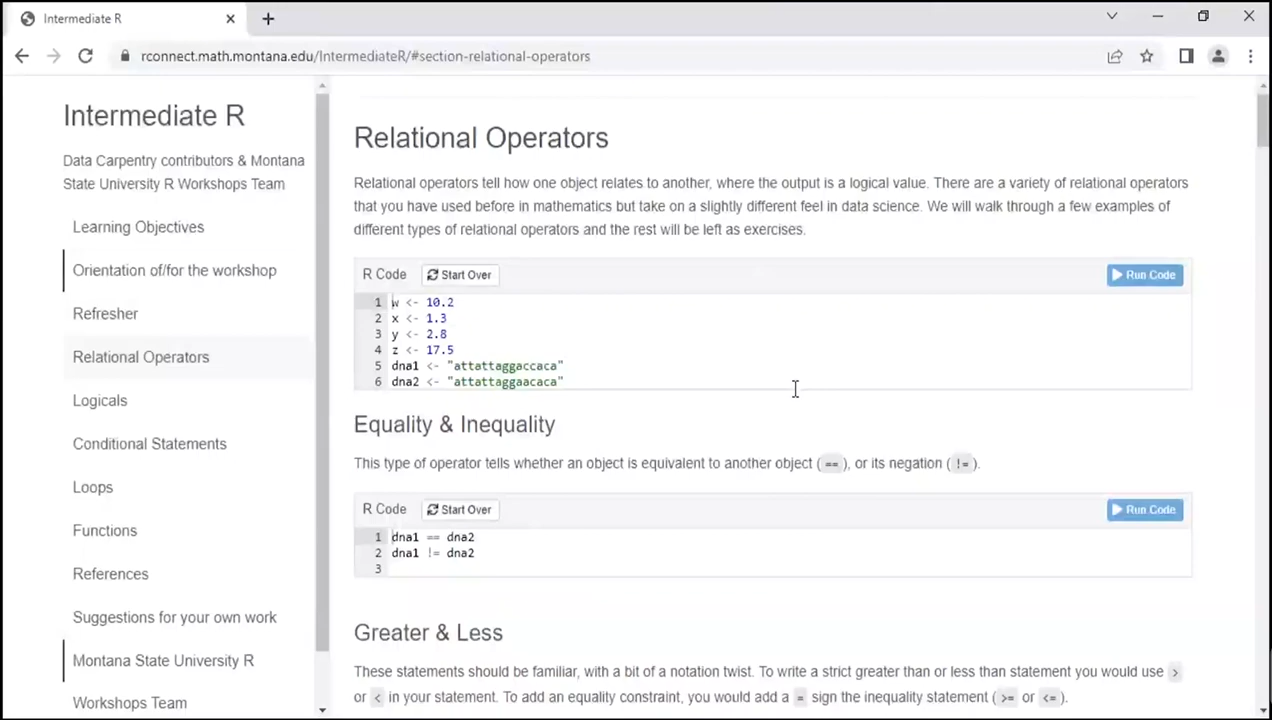 Intermediate R
rconnect.math.montana.edu/IntermediateR/#section-relational-operators
Intermediate R
Data Carpentry contributors & Montana
State University R Workshops Team
Learning Objectives
Orientation of/for the workshop
Refresher
Relational Operators
Logicals
Conditional Statements
Loops
Functions
References
Suggestions for your own work
Montana State University R
Workshops Team
Relational Operators
Relational operators tell how one object relates to another, where the output is a logical value. There are a variety of relational operators
that you have used before in mathematics but take on a slightly different feel in data science. We will walk through a few examples of
different types of relational operators and the rest will be left as exercises.
R Code Start Over Run Code
1 w <- 10.2
2 x <- 1.3
3 y <- 2.8
4 z <- 17.5
5 dna1 <- "attattaggaccaca"
6 dna2 <- "attattaggaacaca"
Equality & Inequality
This type of operator tells whether an object is equivalent to another object ( == ), or its negation ( != ).
R Code Start Over Run Code
1 dna1 == dna2
2 dna1 != dna2
3
Greater & Less
These statements should be familiar, with a bit of a notation twist. To write a strict greater than or less than statement you would use >
or < in your statement. To add an equality constraint, you would add a = sign the inequality statement ( >= or <= ).